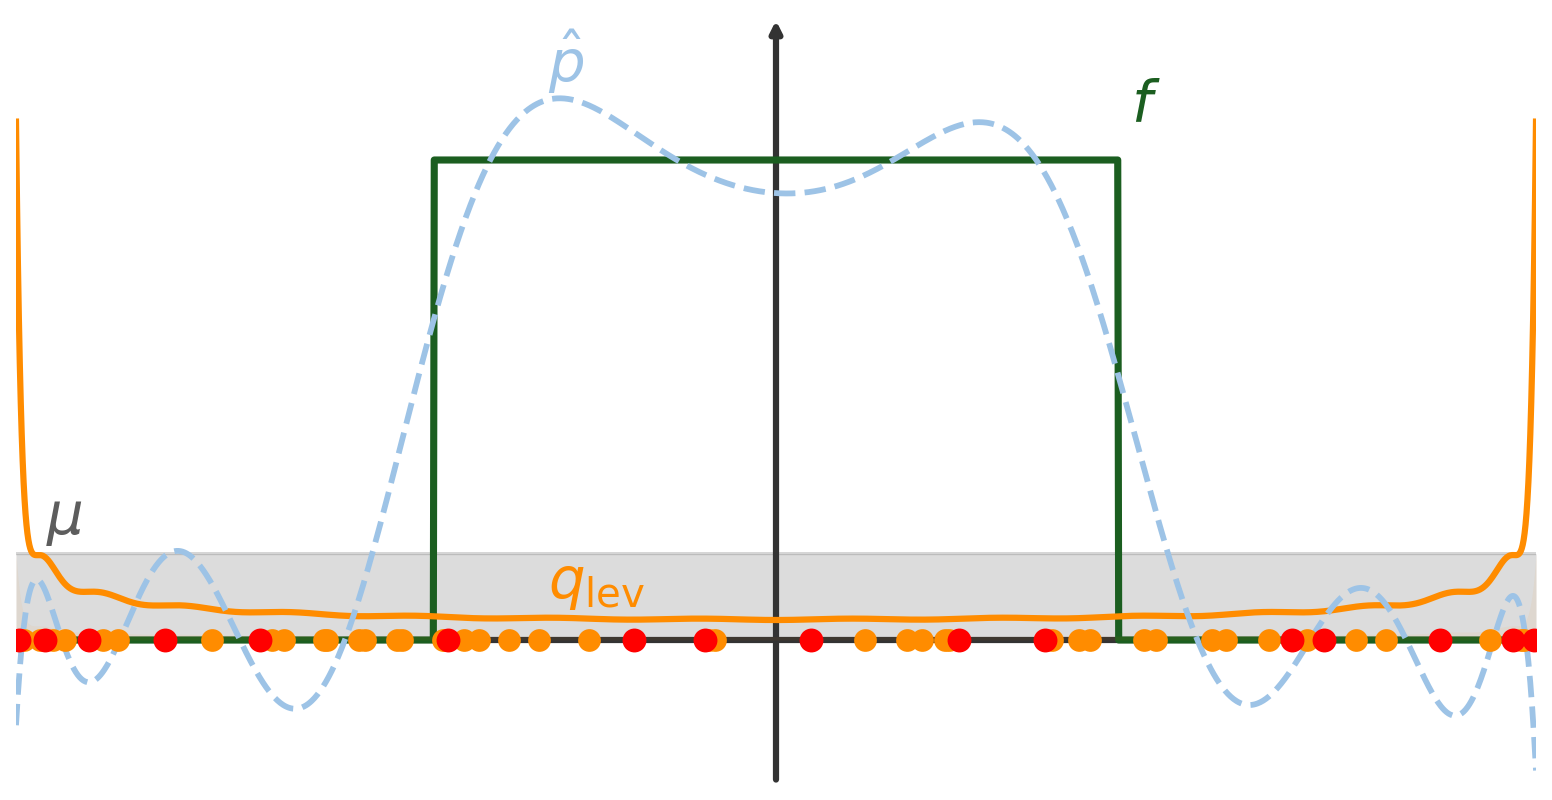 p̂
f
μ
q_lev